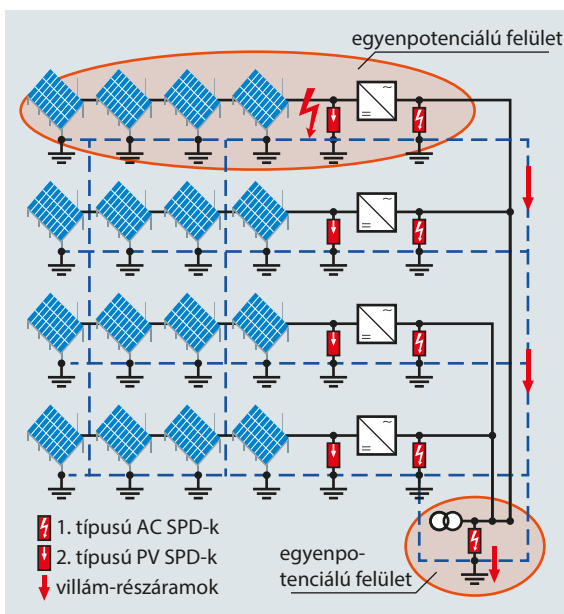 egyenpotenciálú felület
1. típusú AC SPD-k
2. típusú PV SPD-k
villám-részáramok
egyenpo-
tenciálú felület